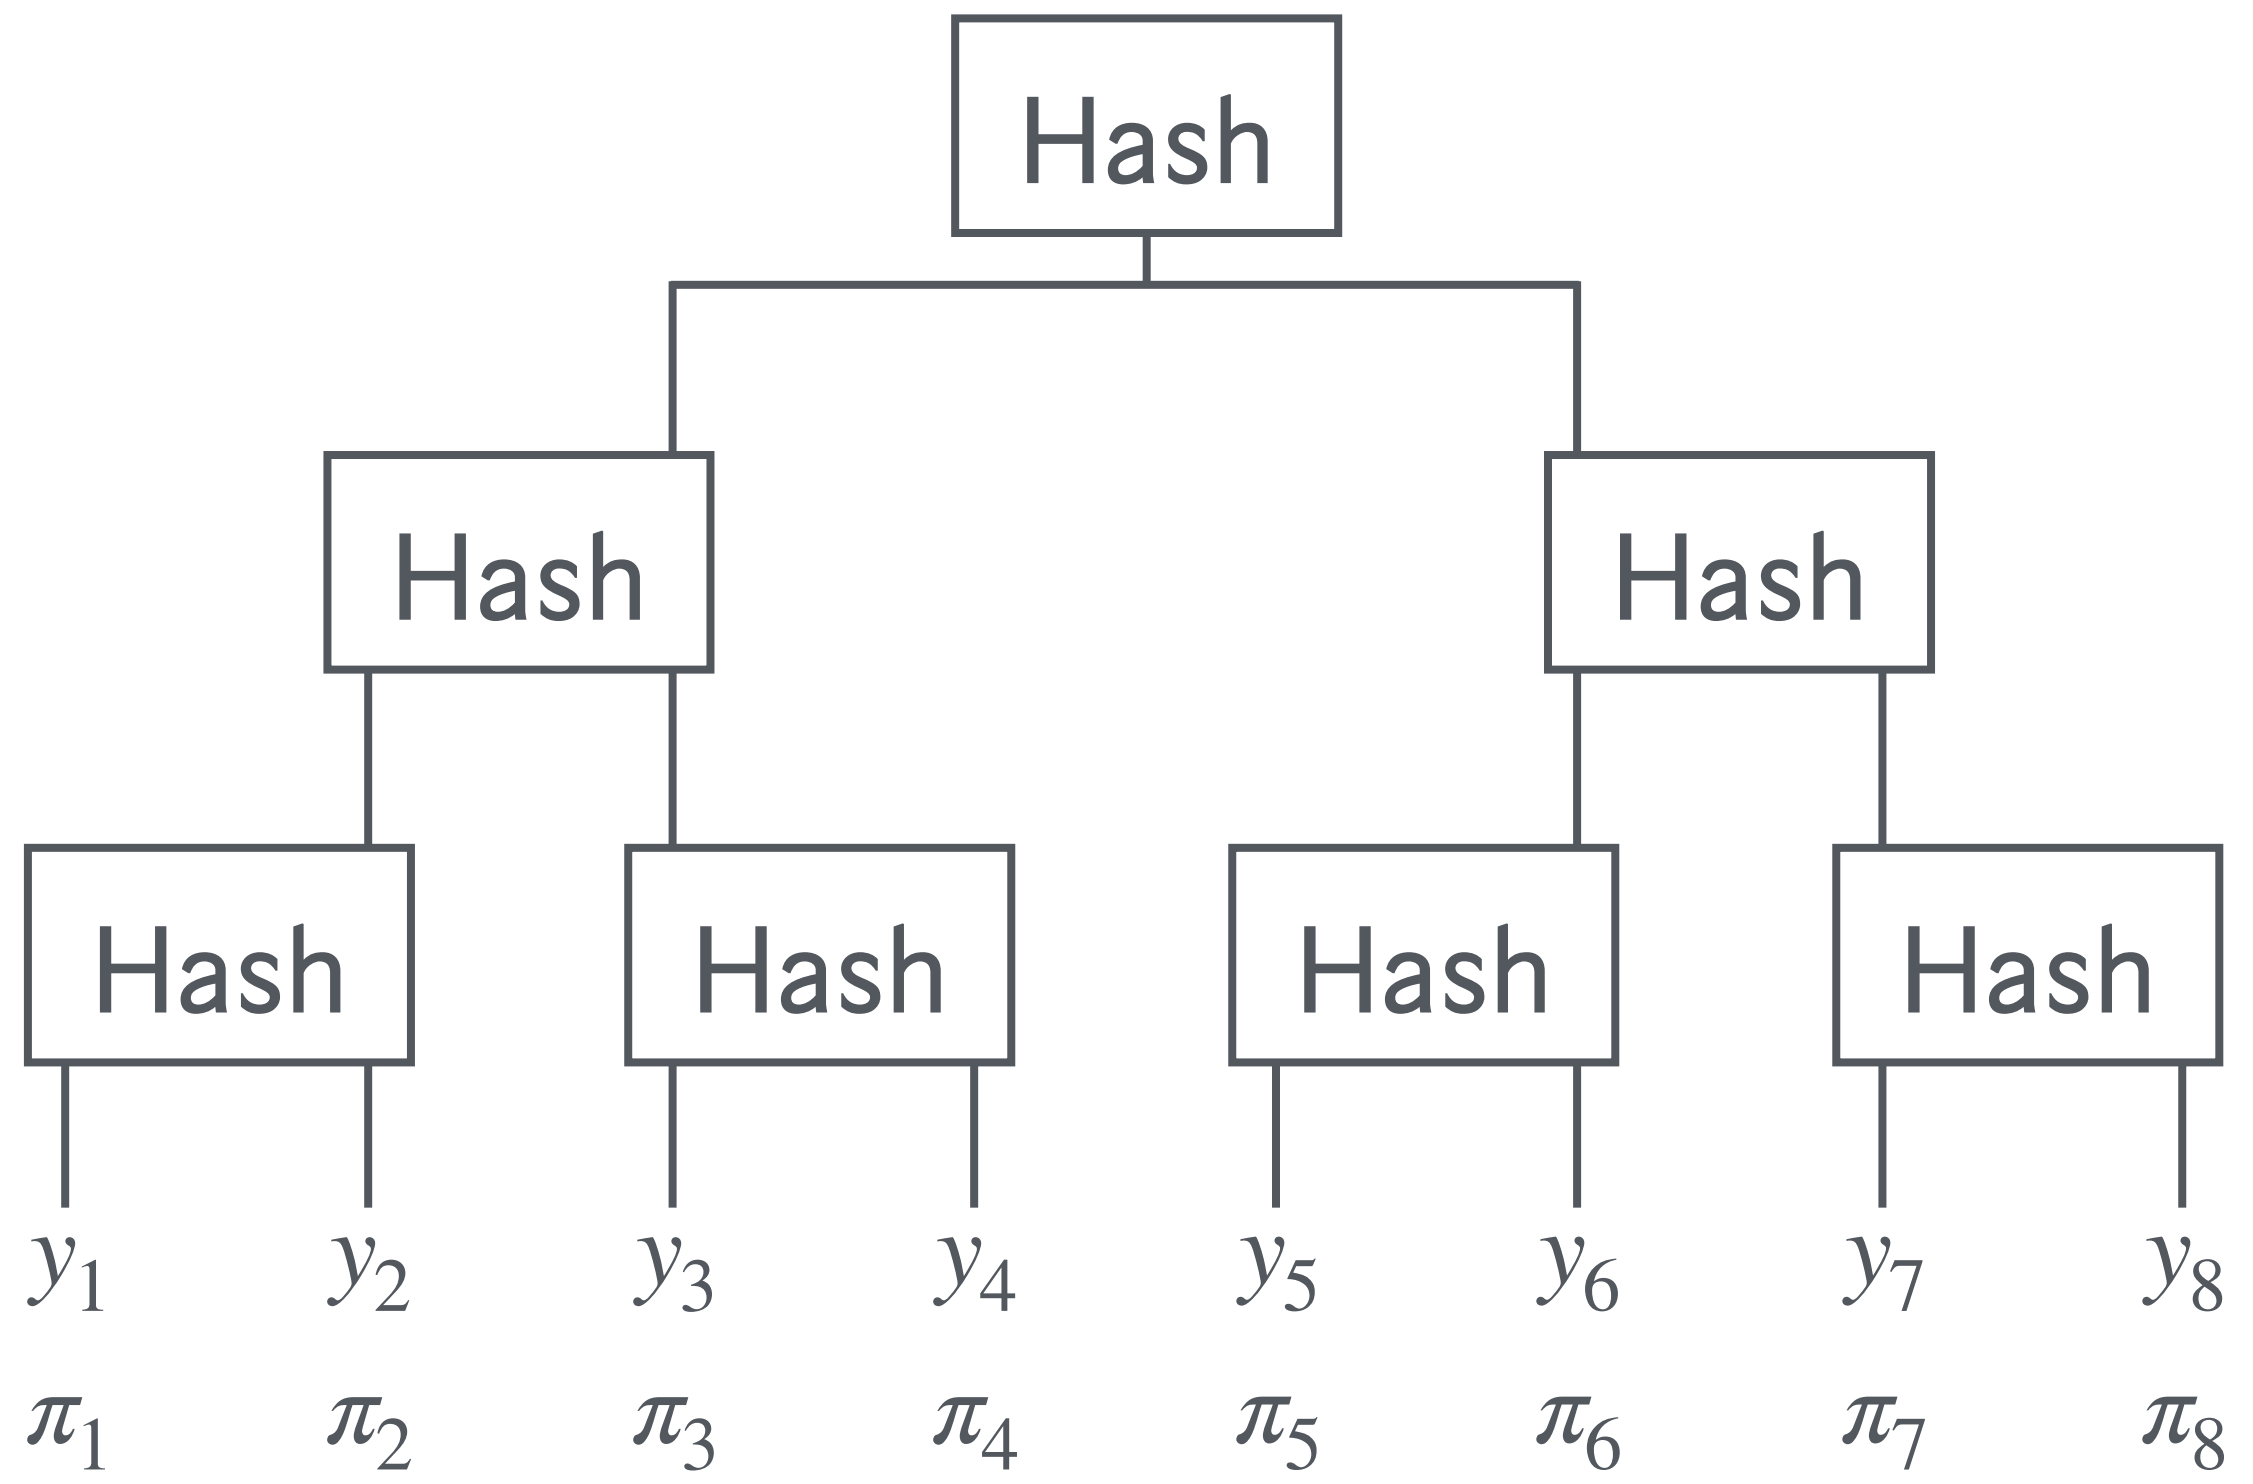 Hash
Hash Hash
Hash Hash Hash Hash
y₁ y₂ y₃ y₄ y₅ y₆ y₇ y₈
π₁ π₂ π₃ π₄ π₅ π₆ π₇ π₈